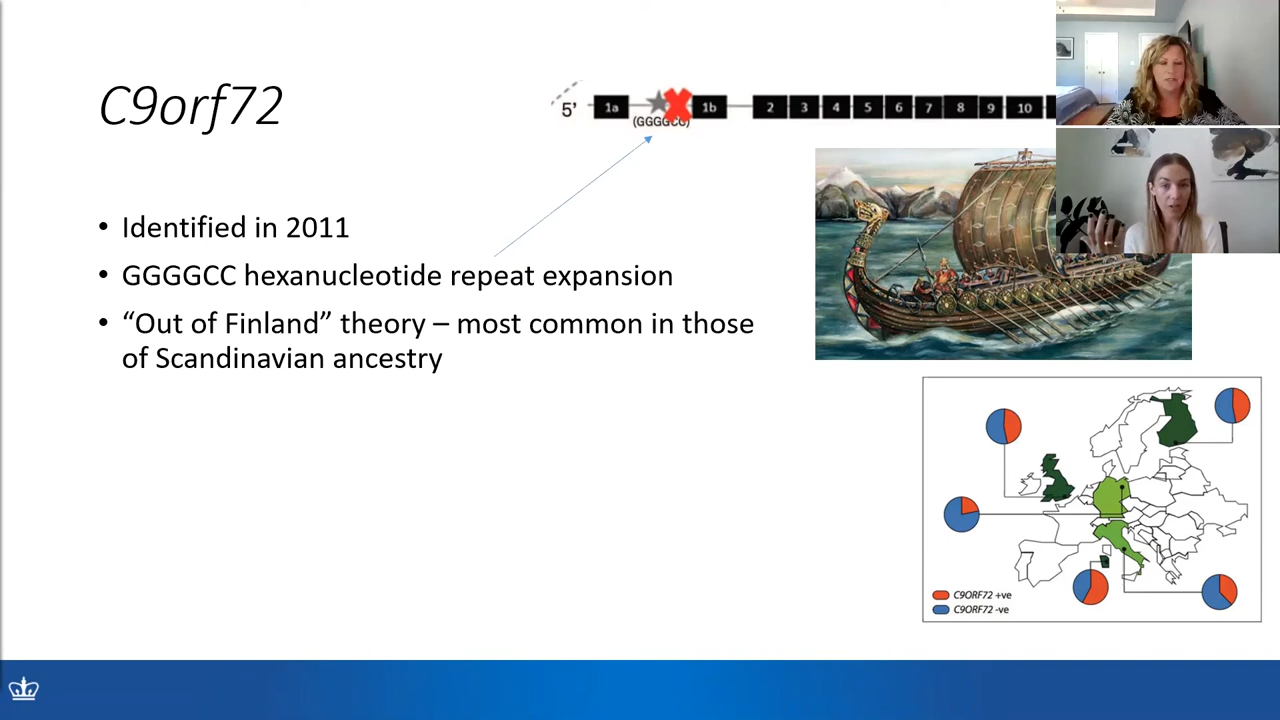 C9orf72
5' 1a 1b 2 3 4 5 6 7 8 9 10
(GGGGCC)
• Identified in 2011
• GGGGCC hexanucleotide repeat expansion
• “Out of Finland” theory – most common in those
of Scandinavian ancestry
C9ORF72 +ve
C9ORF72 -ve